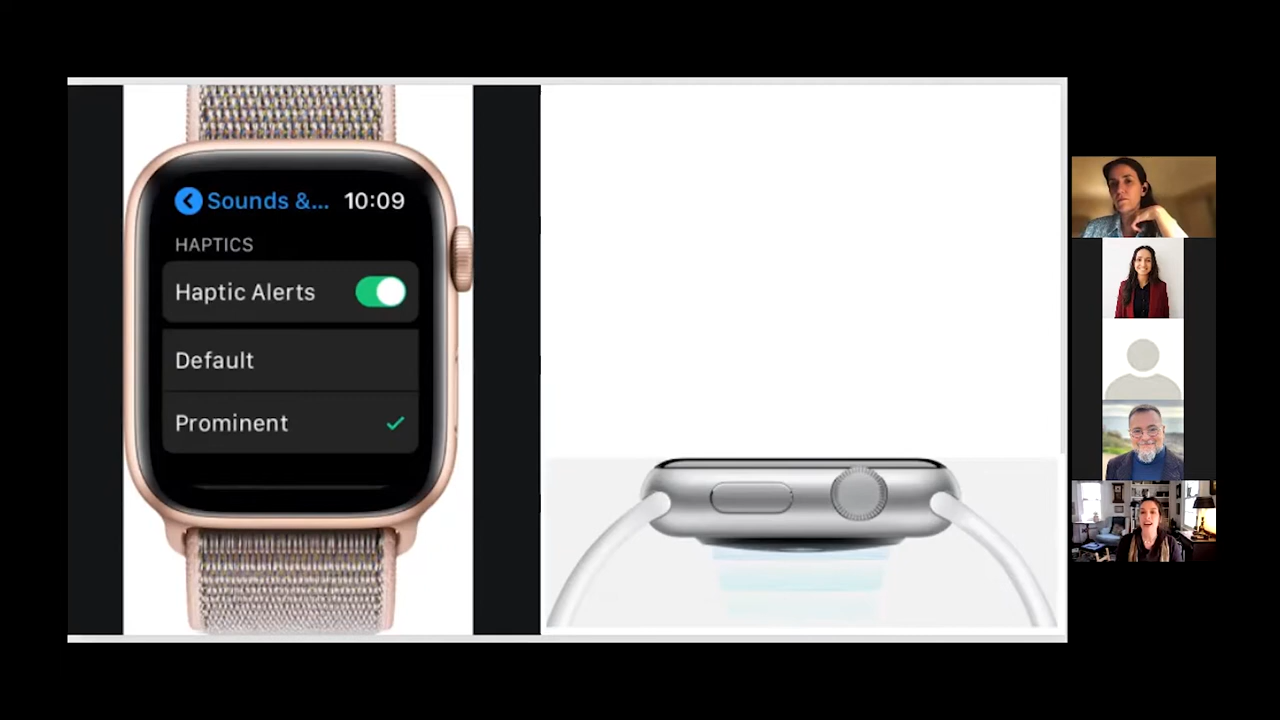 Sounds &... 10:09
HAPTICS
Haptic Alerts
Default
Prominent